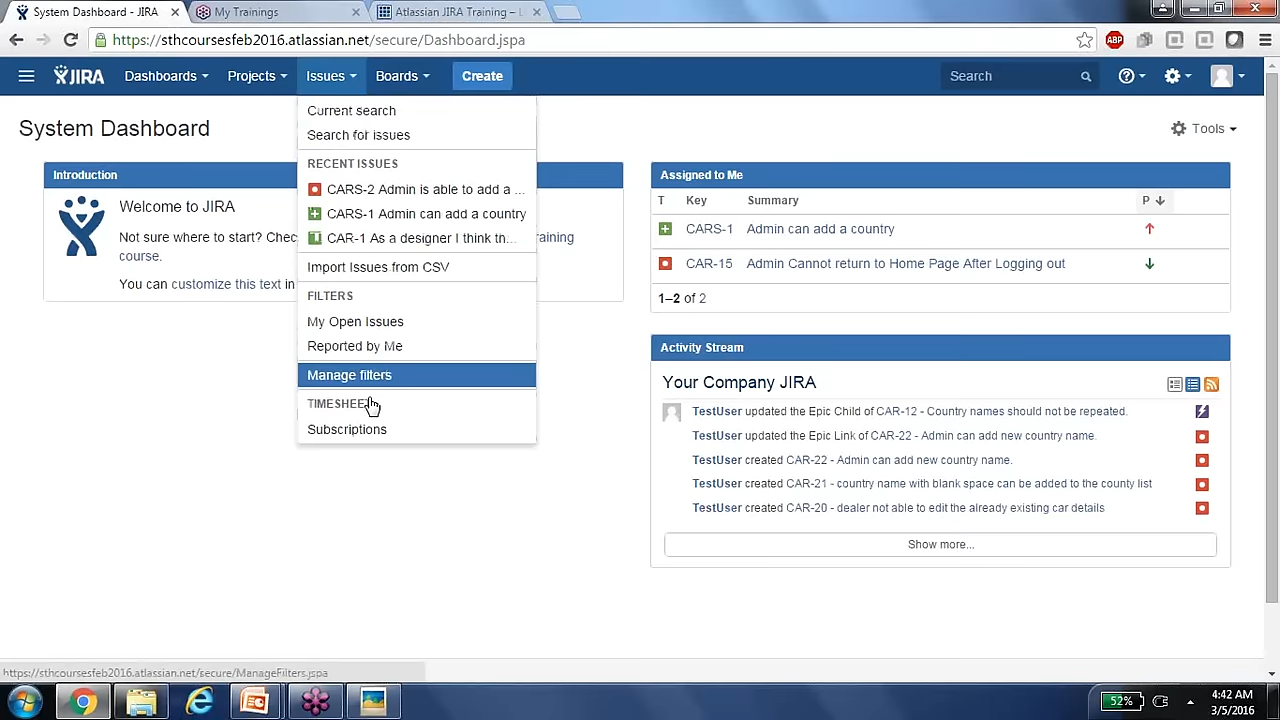 System Dashboard - JIRA
My Trainings
Atlassian JIRA Training – L
https://sthcoursesfeb2016.atlassian.net/secure/Dashboard.jspa
ABP
JIRA
Dashboards
Projects
Issues
Boards
Create
Search
System Dashboard
Tools
Current search
Search for issues
RECENT ISSUES
CARS-2 Admin is able to add a ...
CARS-1 Admin can add a country
CAR-1 As a designer I think th...
Import Issues from CSV
FILTERS
My Open Issues
Reported by Me
Manage filters
TIMESHEE
Subscriptions
Introduction
Welcome to JIRA
Not sure where to start? Chec
raining
course.
You can customize this text in
Assigned to Me
T Key Summary P
CARS-1 Admin can add a country
CAR-15 Admin Cannot return to Home Page After Logging out
1–2 of 2
Activity Stream
Your Company JIRA
TestUser updated the Epic Child of CAR-12 - Country names should not be repeated.
TestUser updated the Epic Link of CAR-22 - Admin can add new country name.
TestUser created CAR-22 - Admin can add new country name.
TestUser created CAR-21 - country name with blank space can be added to the county list
TestUser created CAR-20 - dealer not able to edit the already existing car details
Show more...
https://sthcoursesfeb2016.atlassian.net/secure/ManageFilters.jspa
52%
4:42 AM
3/5/2016